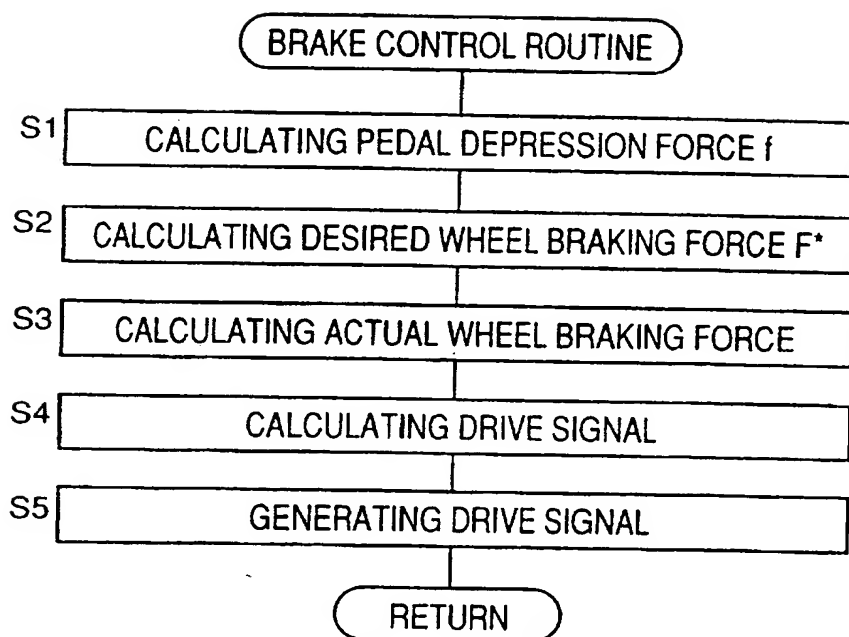 BRAKE CONTROL ROUTINE
S1 CALCULATING PEDAL DEPRESSION FORCE f
S2 CALCULATING DESIRED WHEEL BRAKING FORCE F*
S3 CALCULATING ACTUAL WHEEL BRAKING FORCE
S4 CALCULATING DRIVE SIGNAL
S5 GENERATING DRIVE SIGNAL
RETURN